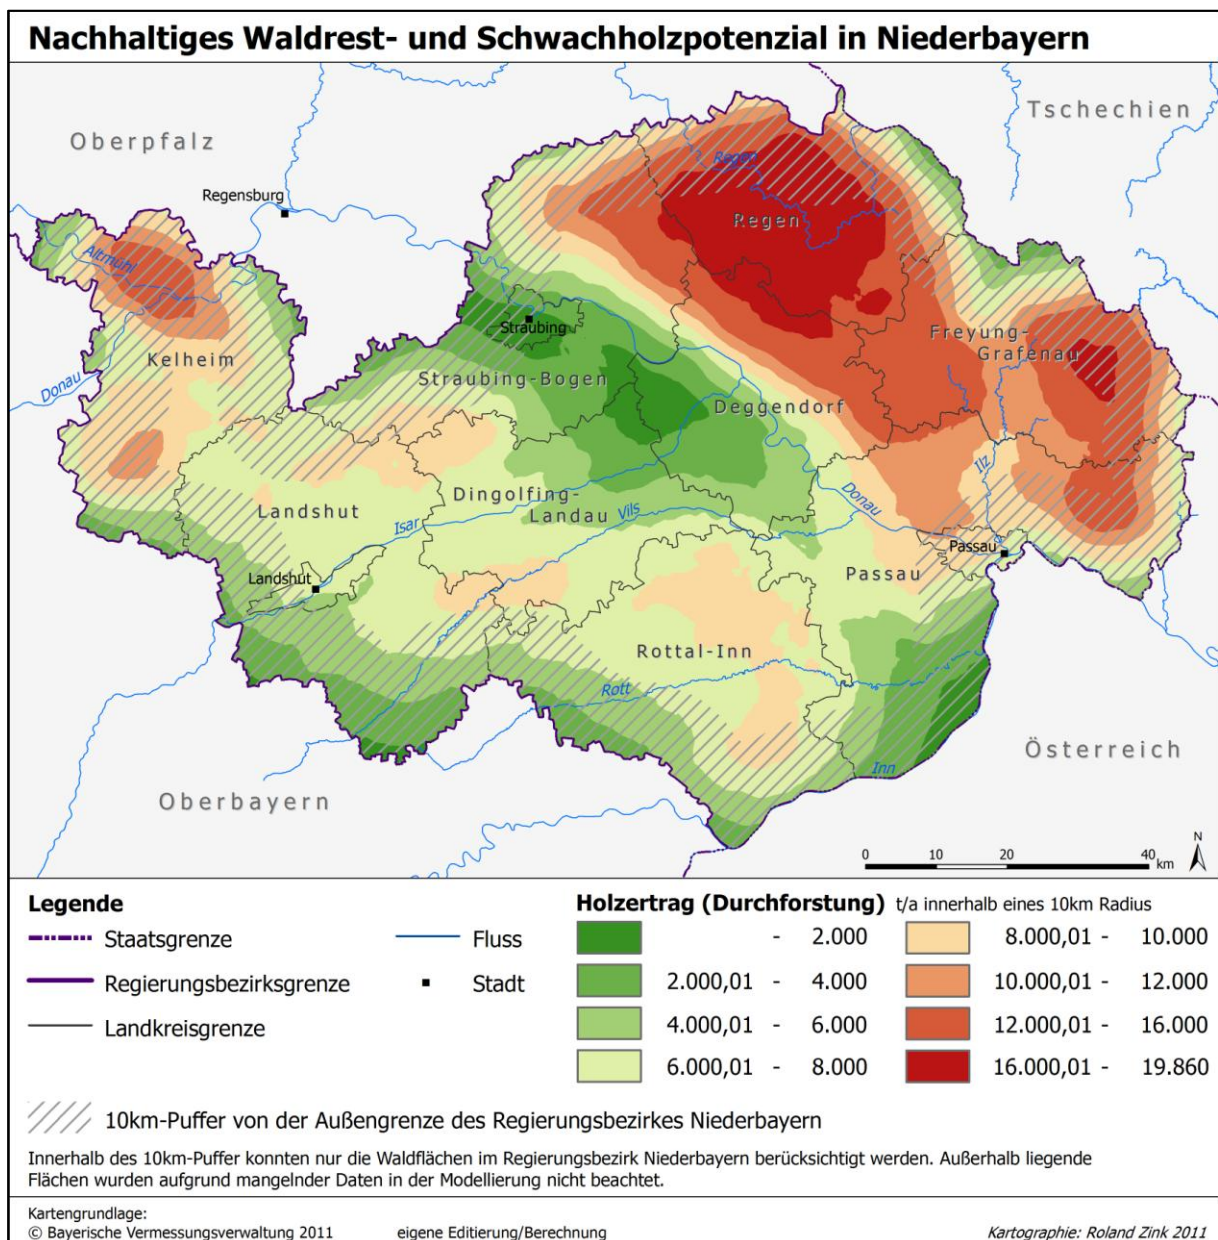 Nachhaltiges Waldrest- und Schwachholzpotenzial in Niederbayern
Tschechien
Oberpfalz
Regen
Regensburg
Regen
Altmühl
Straubing
Freyung-
Grafenau
Kelheim
Donau
Straubing-Bogen
Deggendorf
Ilz
Donau
Dingolfing-
Landau
Landshut
Isar
Vils
Passau
Passau
Landshut
Rottal-Inn
Rott
Österreich
Inn
Oberbayern
N
0 10 20 40
km
Legende
Staatsgrenze
Regierungsbezirksgrenze
Landkreisgrenze
Fluss
Stadt
Holzertrag (Durchforstung) t/a innerhalb eines 10km Radius
- 2.000
2.000,01 - 4.000
4.000,01 - 6.000
6.000,01 - 8.000
8.000,01 - 10.000
10.000,01 - 12.000
12.000,01 - 16.000
16.000,01 - 19.860
10km-Puffer von der Außengrenze des Regierungsbezirkes Niederbayern
Innerhalb des 10km-Puffer konnten nur die Waldflächen im Regierungsbezirk Niederbayern berücksichtigt werden. Außerhalb liegende
Flächen wurden aufgrund mangelnder Daten in der Modellierung nicht beachtet.
Kartengrundlage:
© Bayerische Vermessungsverwaltung 2011 eigene Editierung/Berechnung Kartographie: Roland Zink 2011